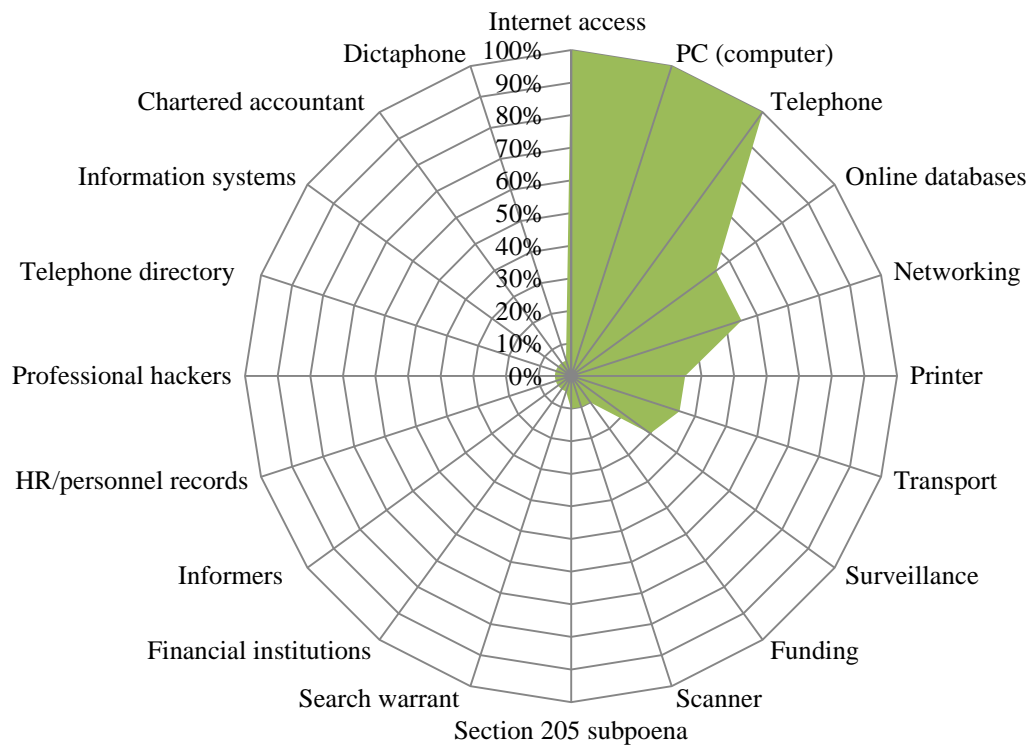 Internet access
PC (computer)
Telephone
Online databases
Networking
Printer
Transport
Surveillance
Funding
Scanner
Section 205 subpoena
Search warrant
Financial institutions
Informers
HR/personnel records
Professional hackers
Telephone directory
Information systems
Chartered accountant
Dictaphone
100%
90%
80%
70%
60%
50%
40%
30%
20%
10%
0%